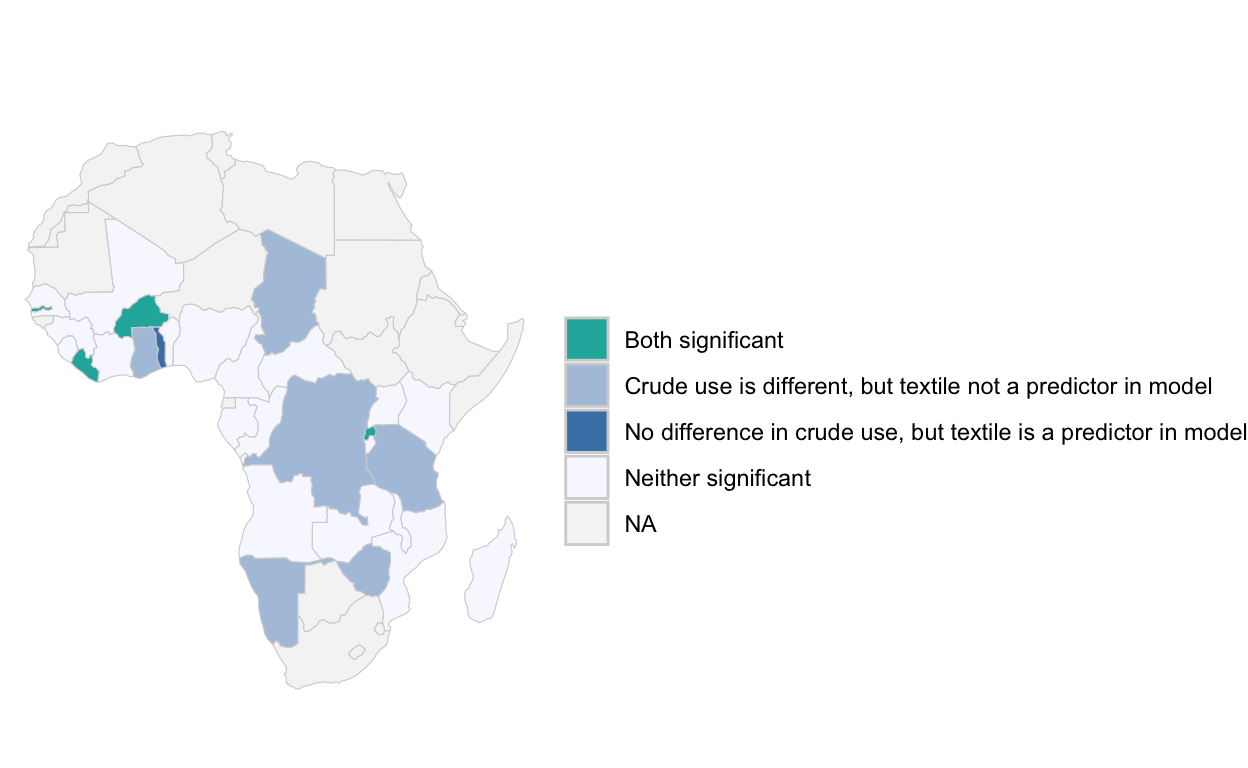 Both significant
Crude use is different, but textile not a predictor in model
No difference in crude use, but textile is a predictor in model
Neither significant
NA